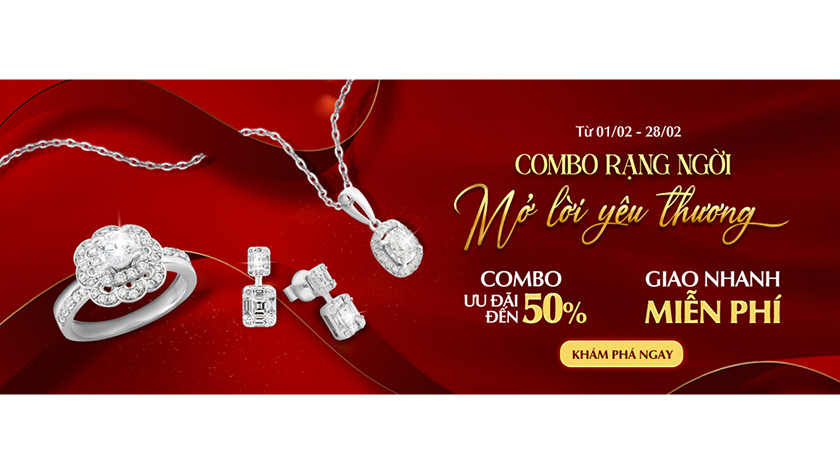 Từ 01/02 - 28/02
COMBO RẠNG NGỜI
Mở lời yêu thương
COMBO
ƯU ĐÃI
ĐẾN 50%
GIAO NHANH
MIỄN PHÍ
KHÁM PHÁ NGAY